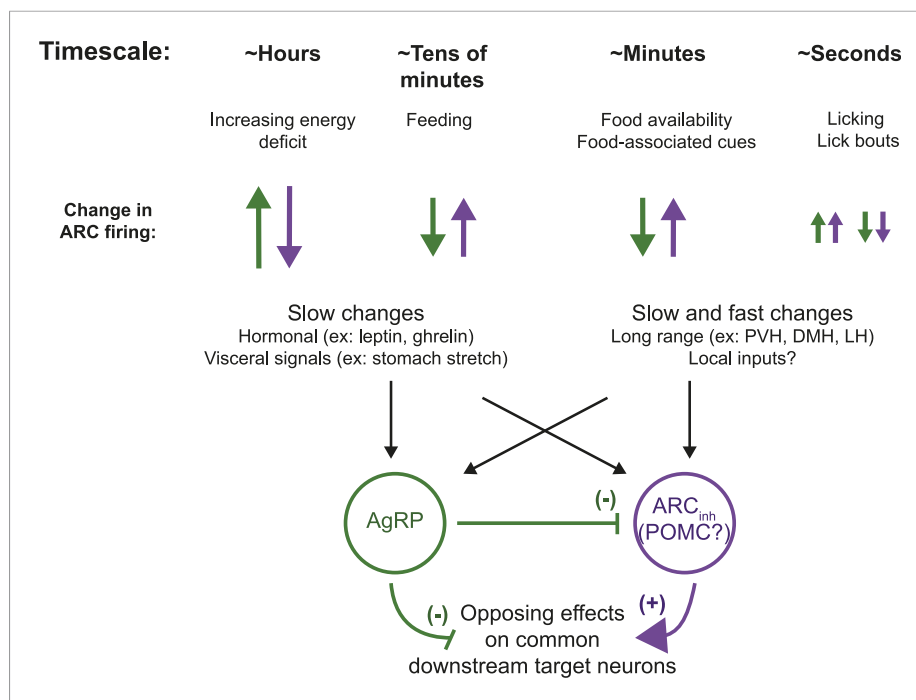 Timescale:
~Hours
~Tens of
minutes
~Minutes
~Seconds
Increasing energy
deficit
Feeding
Food availability
Food-associated cues
Licking
Lick bouts
Change in
ARC firing:
Slow changes
Hormonal (ex: leptin, ghrelin)
Visceral signals (ex: stomach stretch)
Slow and fast changes
Long range (ex: PVH, DMH, LH)
Local inputs?
AgRP
(-)
ARCinh
(POMC?)
(-)
(+)
Opposing effects
on common
downstream target neurons